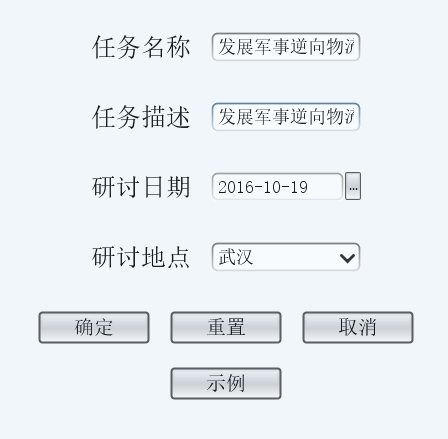 任务名称 发展军事逆向物
任务描述 发展军事逆向物
研讨日期 2016-10-19 ...
研讨地点 武汉
确定 重置 取消
示例